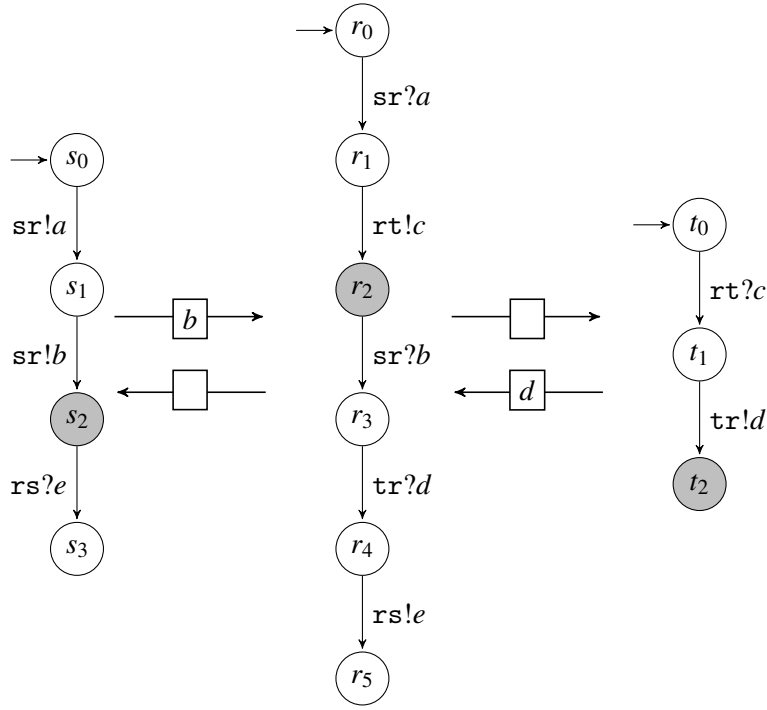 r0
sr?a
s0
r1
sr!a
rt!c
t0
rt?c
s1
b
r2
t1
sr!b
sr?b
d
tr!d
s2
r3
t2
rs?e
tr?d
s3
r4
rs!e
r5